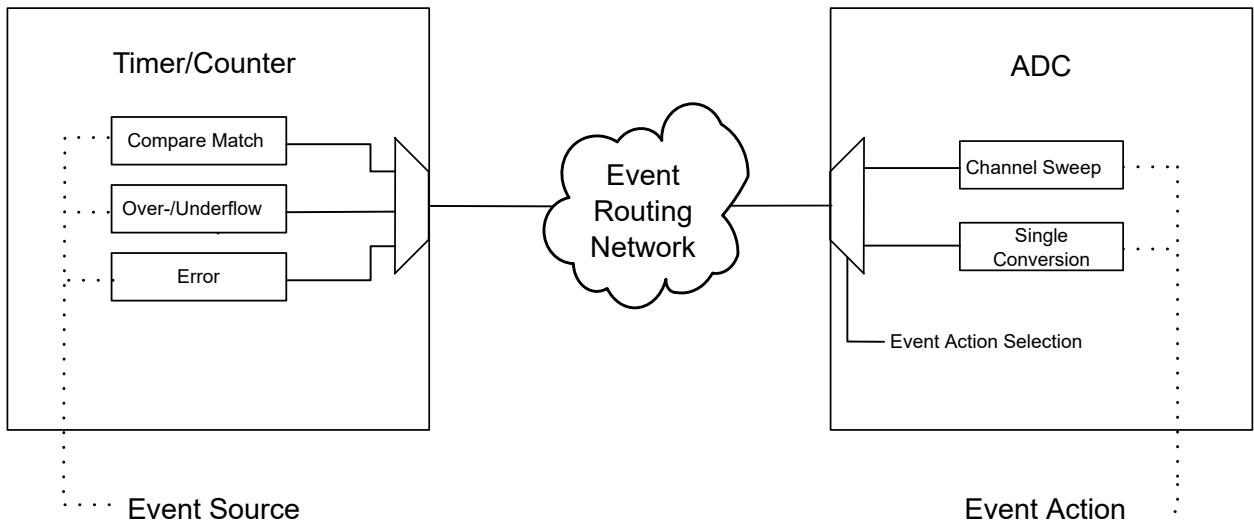 Timer/Counter
Compare Match
Over-/Underflow
Error
Event
Routing
Network
ADC
Channel Sweep
Single
Conversion
Event Action Selection
Event Source
Event Action